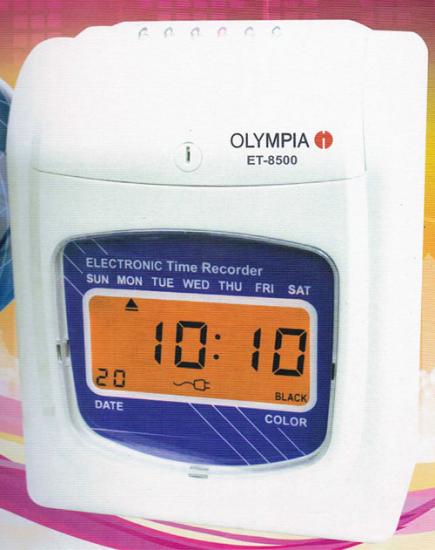 OLYMPIA i
ET-8500
i
ELECTRONIC Time Recorder
SUN MON TUE WED THU FRI SAT
10:10
20
BLACK
DATE
COLOR